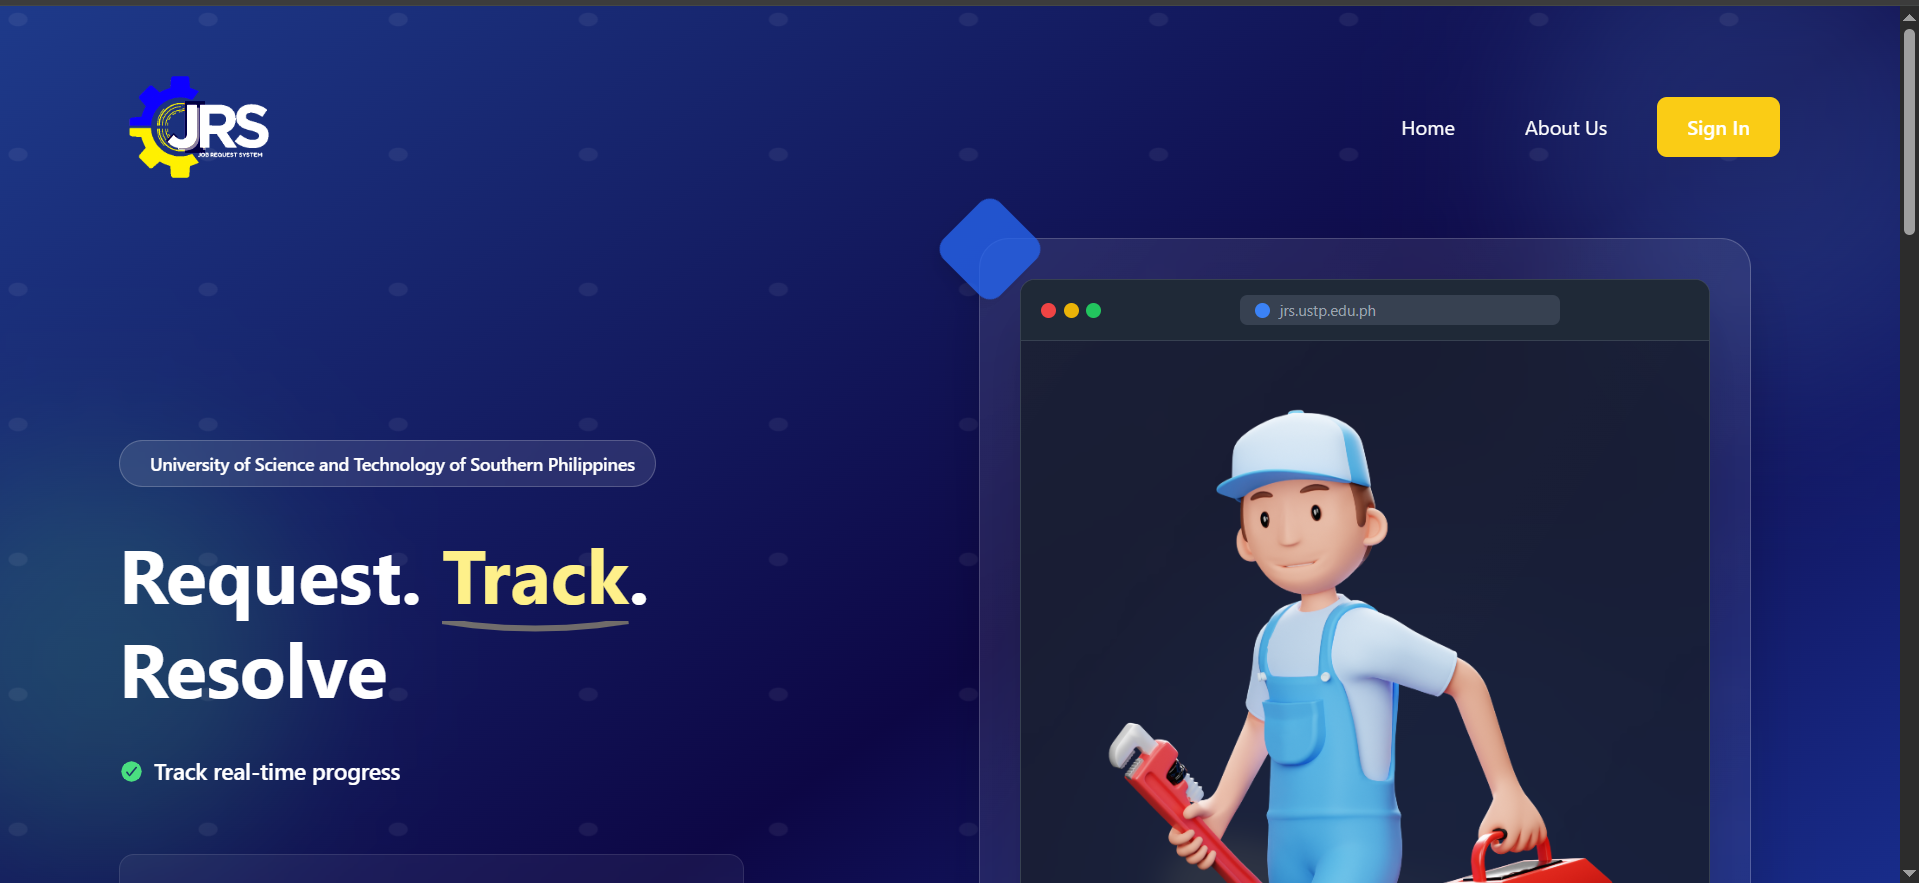 JRS
JOB REQUEST SYSTEM
Home
About Us
Sign In
jrs.ustp.edu.ph
University of Science and Technology of Southern Philippines
Request. Track.
Resolve
Track real-time progress